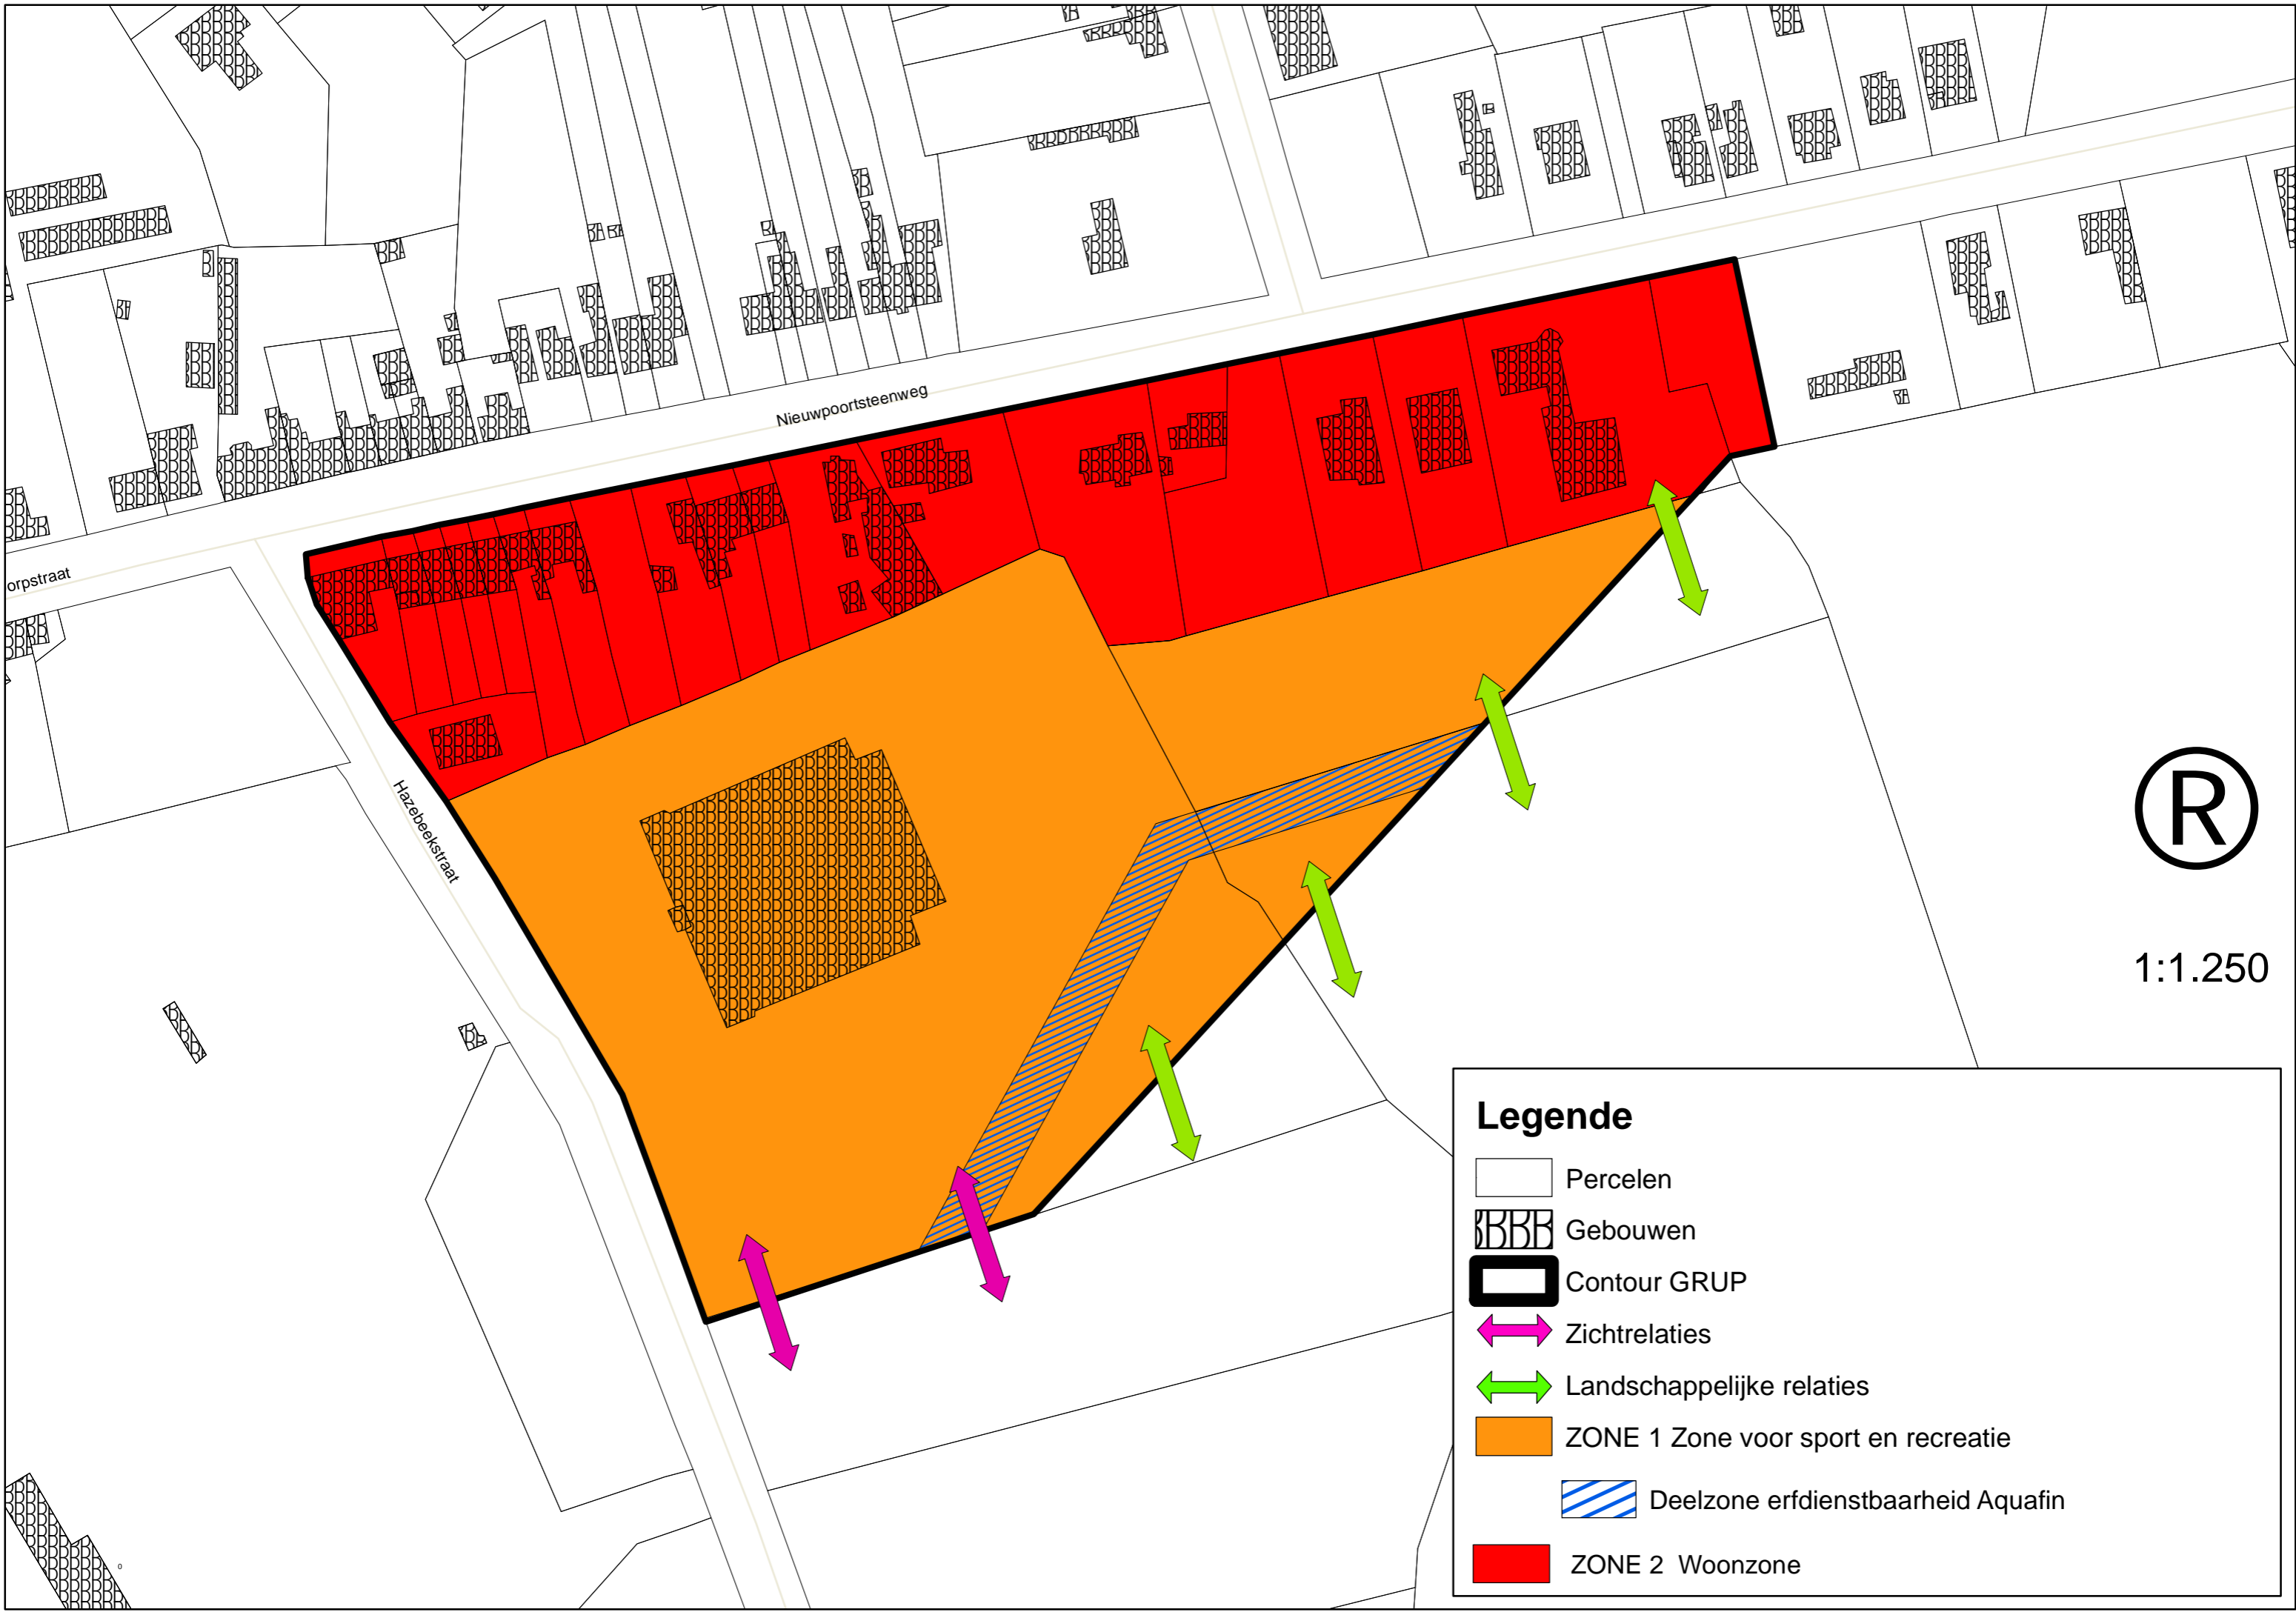 Nieuwpoortsteenweg
orpstraat
Hazebeekstraat
®
1:1.250
Legende
Percelen
Gebouwen
Contour GRUP
Zichtrelaties
Landschappelijke relaties
ZONE 1 Zone voor sport en recreatie
Deelzone erfdienstbaarheid Aquafin
ZONE 2 Woonzone